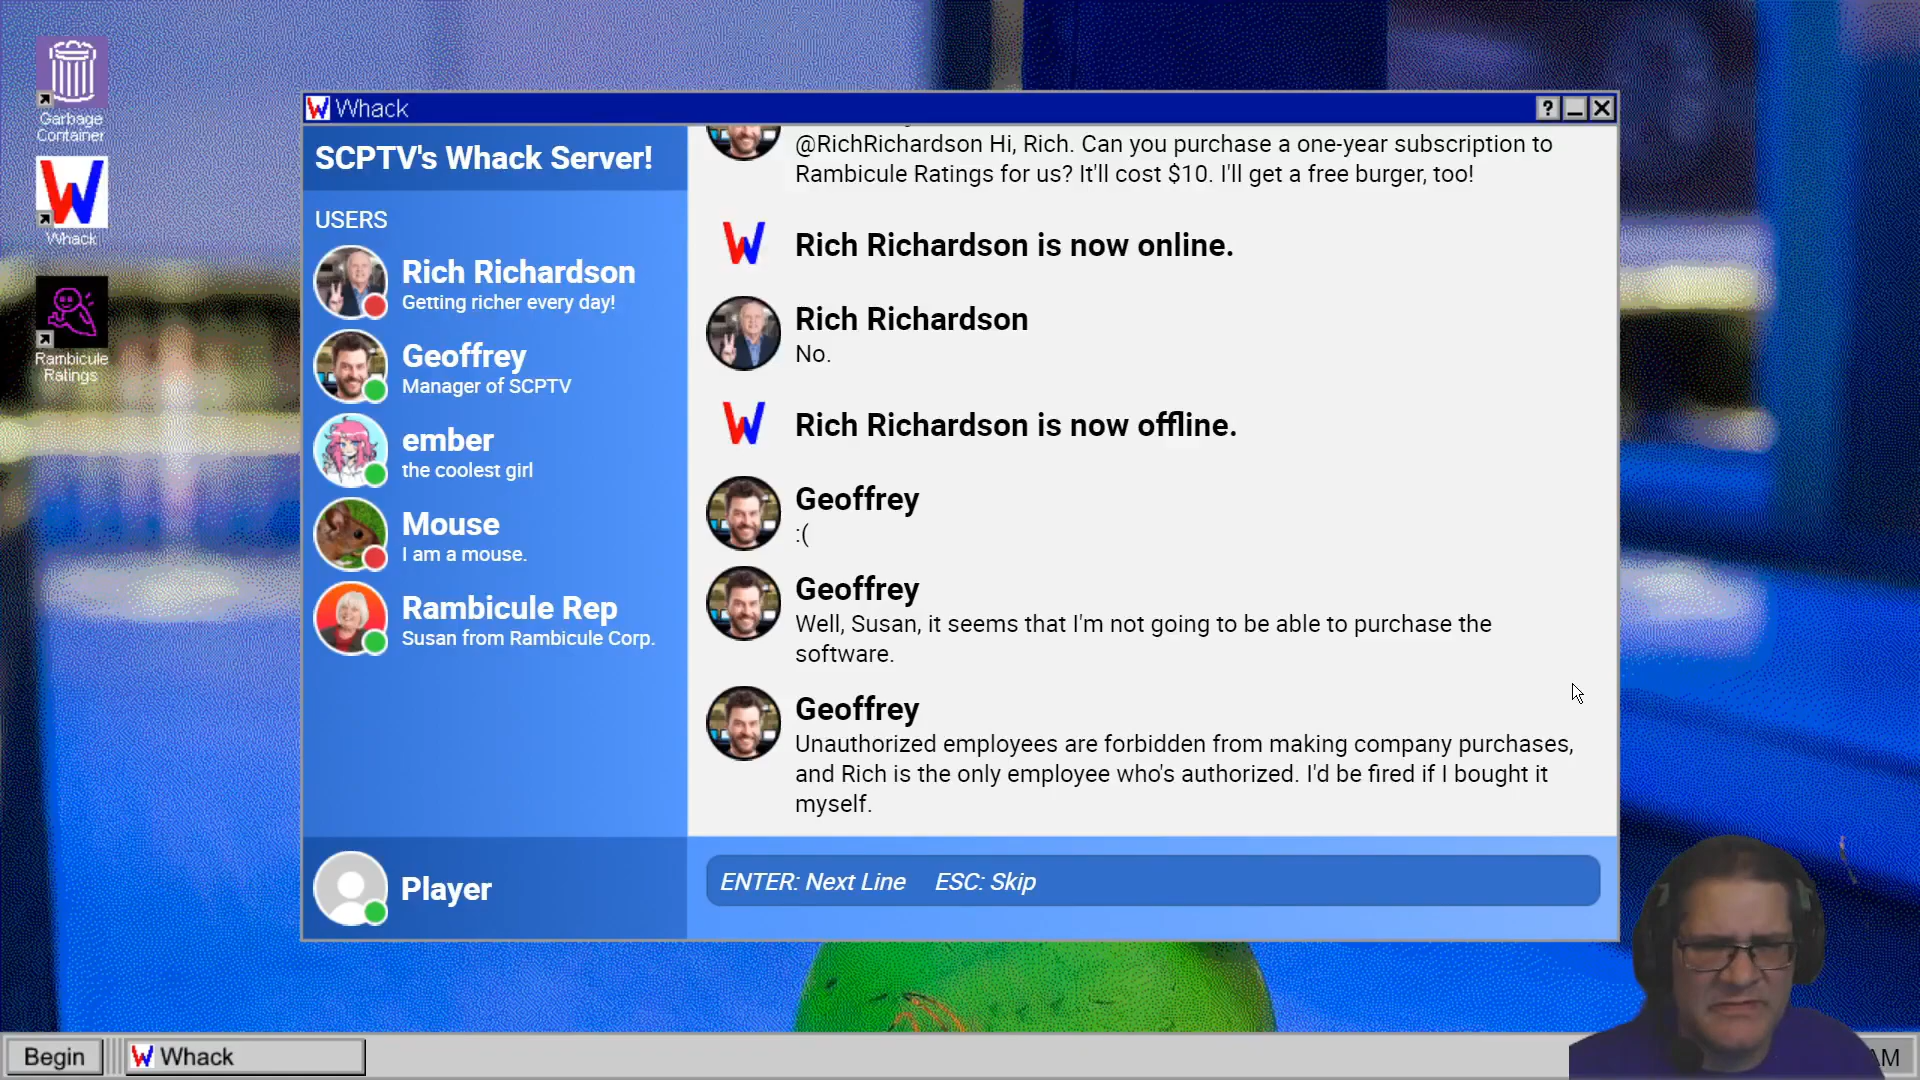 Garbage
Container
Whack
Rambicule
Ratings
W Whack
?
SCPTV's Whack Server!
USERS
Rich Richardson
Getting richer every day!
Geoffrey
Manager of SCPTV
ember
the coolest girl
Mouse
I am a mouse.
Rambicule Rep
Susan from Rambicule Corp.
Player
@RichRichardson Hi, Rich. Can you purchase a one-year subscription to
Rambicule Ratings for us? It'll cost $10. I'll get a free burger, too!
W Rich Richardson is now online.
Rich Richardson
No.
W Rich Richardson is now offline.
Geoffrey
:(
Geoffrey
Well, Susan, it seems that I'm not going to be able to purchase the
software.
Geoffrey
Unauthorized employees are forbidden from making company purchases,
and Rich is the only employee who's authorized. I'd be fired if I bought it
myself.
ENTER: Next Line ESC: Skip
Begin W Whack AM